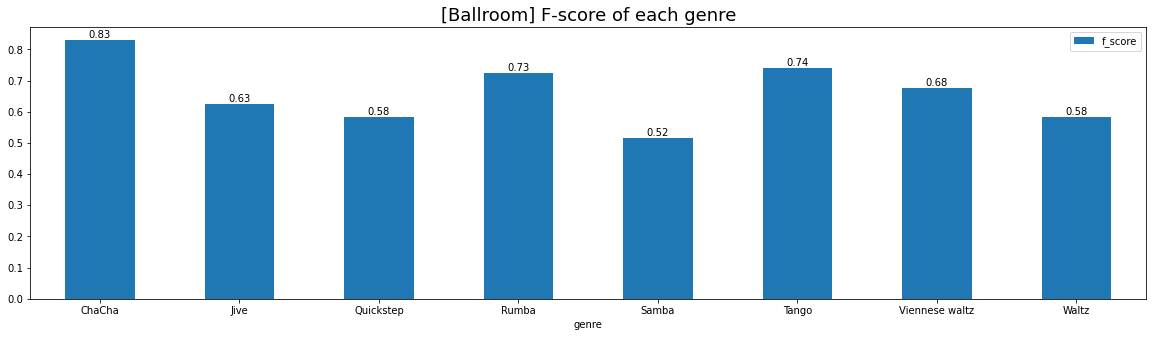 [Ballroom] F-score of each genre
f_score
0.83
0.63
0.58
0.73
0.52
0.74
0.68
0.58
0.8
0.7
0.6
0.5
0.4
0.3
0.2
0.1
0.0
ChaCha
Jive
Quickstep
Rumba
Samba
Tango
Viennese waltz
Waltz
genre